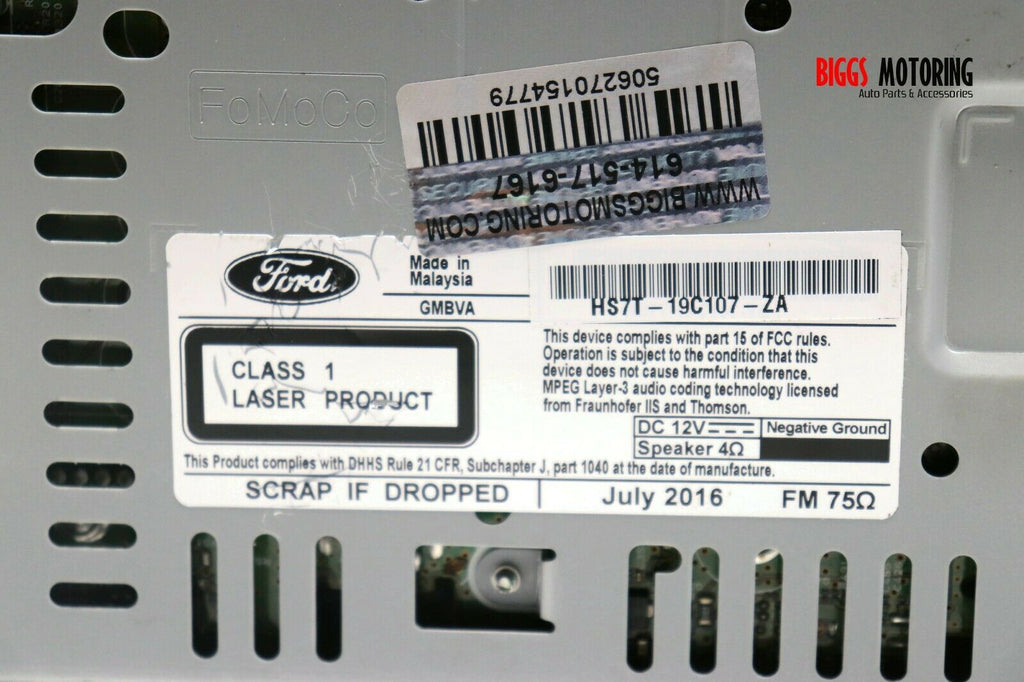 BIGGS MOTORING
Auto Parts & Accessories
FoMoCo
WWW.BIGGSMOTORING.COM
614-517-6167
506270154779
Ford
Made in
Malaysia
GMBVA
HS7T-19C107-ZA
CLASS 1
LASER PRODUCT
This device complies with part 15 of FCC rules.
Operation is subject to the condition that this
device does not cause harmful interference.
MPEG Layer-3 audio coding technology licensed
from Fraunhofer IIS and Thomson.
DC 12V Negative Ground
Speaker 4Ω
This Product complies with DHHS Rule 21 CFR, Subchapter J, part 1040 at the date of manufacture.
SCRAP IF DROPPED July 2016 FM 75Ω